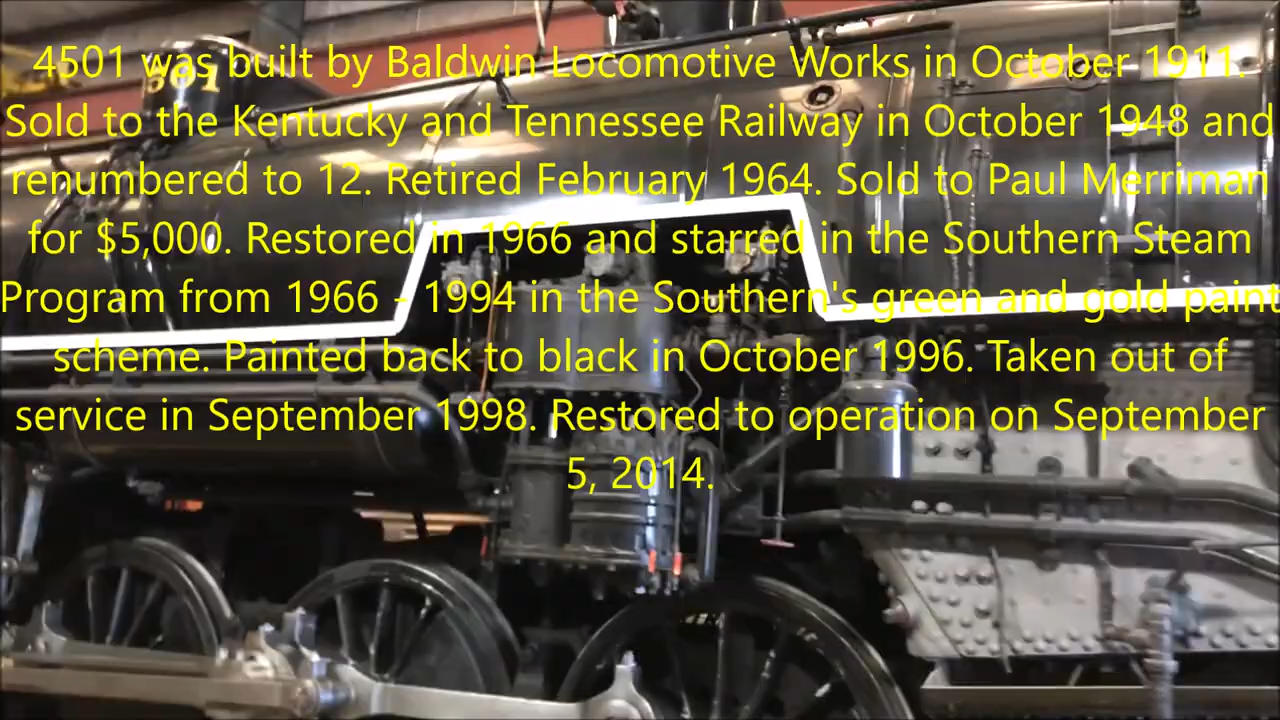 4501 was built by Baldwin Locomotive Works in October 1911.
Sold to the Kentucky and Tennessee Railway in October 1948 and
renumbered to 12. Retired February 1964. Sold to Paul Merriman
for $5,000. Restored in 1966 and starred in the Southern Steam
Program from 1966 - 1994 in the Southern's green and gold paint
scheme. Painted back to black in October 1996. Taken out of
service in September 1998. Restored to operation on September
5, 2014.